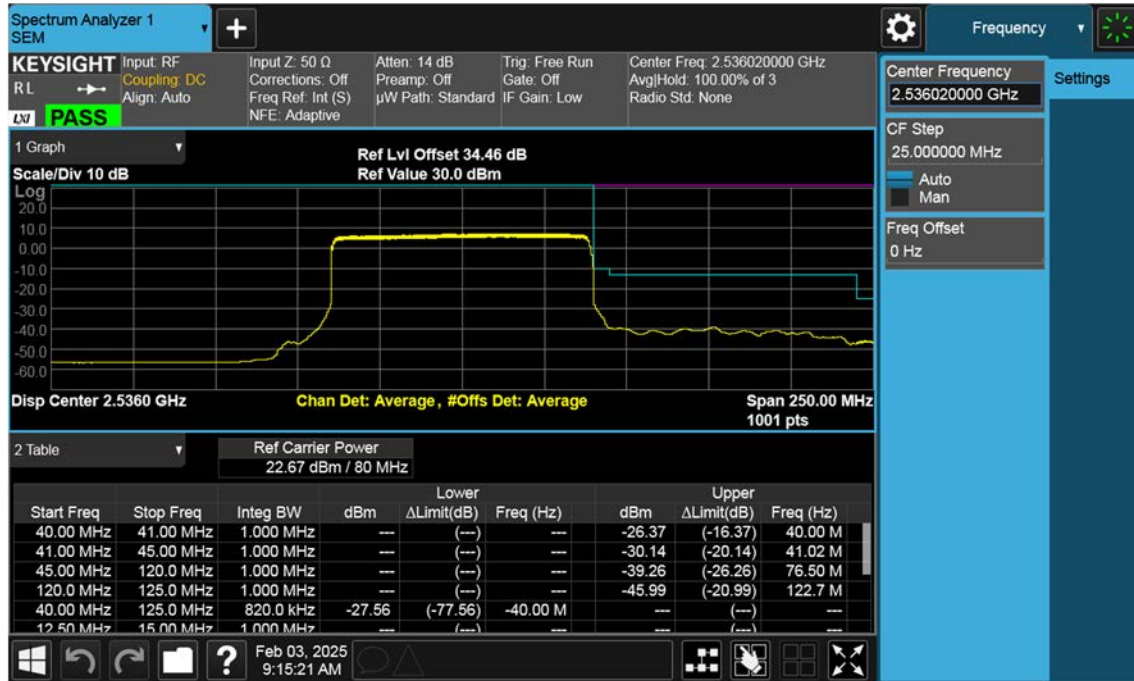 Spectrum Analyzer 1
SEM
Frequency
KEYSIGHT
R L
LXI
PASS
Input: RF
Coupling: DC
Align: Auto
Input Z: 50 Ω
Corrections: Off
Freq Ref: Int (S)
NFE: Adaptive
Atten: 14 dB
Preamp: Off
µW Path: Standard
Trig: Free Run
Gate: Off
IF Gain: Low
Center Freq: 2.536020000 GHz
Avg|Hold: 100.00% of 3
Radio Std: None
Center Frequency
2.536020000 GHz
Settings
CF Step
25.000000 MHz
Auto
Man
Freq Offset
0 Hz
1 Graph
Scale/Div 10 dB
Ref Lvl Offset 34.46 dB
Ref Value 30.0 dBm
Log
20.0
10.0
0.00
-10.0
-20.0
-30.0
-40.0
-50.0
-60.0
Disp Center 2.5360 GHz
Chan Det: Average, #Offs Det: Average
Span 250.00 MHz
1001 pts
2 Table
Ref Carrier Power
22.67 dBm / 80 MHz
Lower Upper
Start Freq Stop Freq Integ BW dBm ΔLimit(dB) Freq (Hz) dBm ΔLimit(dB) Freq (Hz)
40.00 MHz 41.00 MHz 1.000 MHz --- (---) --- -26.37 (-16.37) 40.00 M
41.00 MHz 45.00 MHz 1.000 MHz --- (---) --- -30.14 (-20.14) 41.02 M
45.00 MHz 120.0 MHz 1.000 MHz --- (---) --- -39.26 (-26.26) 76.50 M
120.0 MHz 125.0 MHz 1.000 MHz --- (---) --- -45.99 (-20.99) 122.7 M
40.00 MHz 125.0 MHz 820.0 kHz -27.56 (-77.56) -40.00 M --- (---) ---
12.50 MHz 15.00 MHz 1.000 MHz --- (---) --- --- (---) ---
?
Feb 03, 2025
9:15:21 AM